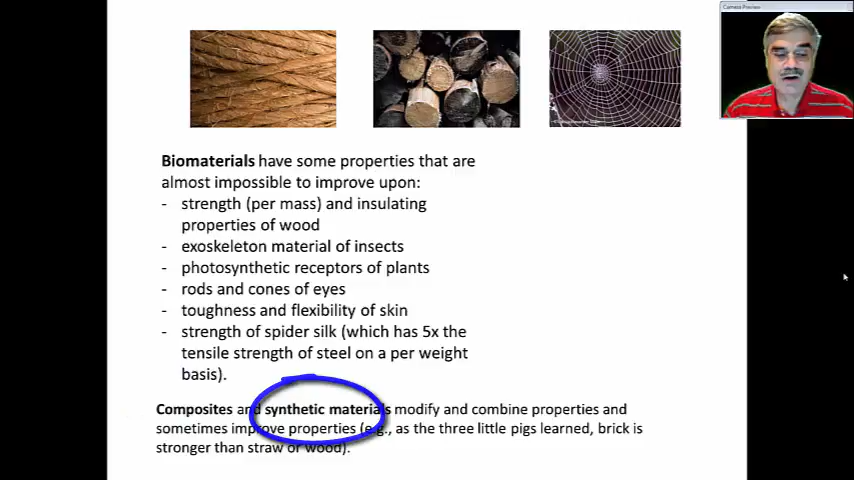 Camera Preview
Biomaterials have some properties that are
almost impossible to improve upon:
- strength (per mass) and insulating
properties of wood
- exoskeleton material of insects
- photosynthetic receptors of plants
- rods and cones of eyes
- toughness and flexibility of skin
- strength of spider silk (which has 5x the
tensile strength of steel on a per weight
basis).
Composites and synthetic materials modify and combine properties and
sometimes improve properties (e.g., as the three little pigs learned, brick is
stronger than straw or wood).